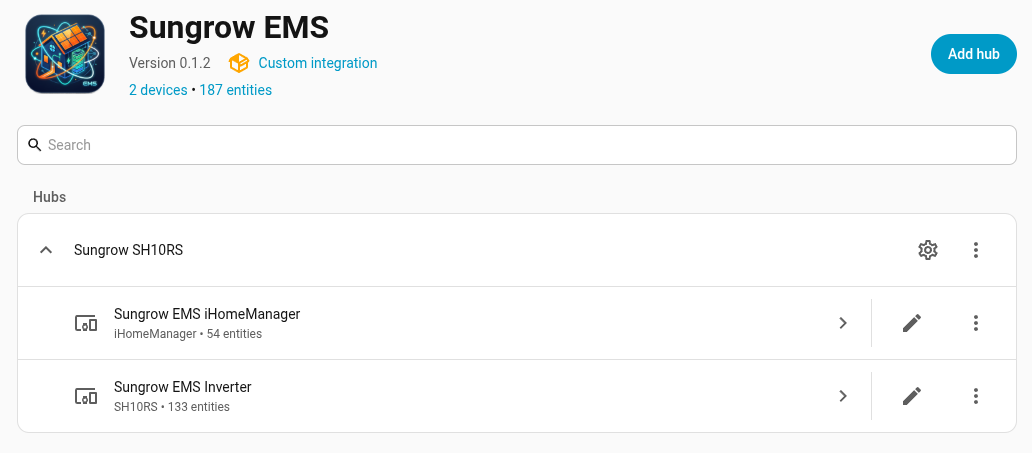 Sungrow EMS
Version 0.1.2 Custom integration
2 devices • 187 entities
Add hub
EMS
Search
Hubs
Sungrow SH10RS
Sungrow EMS iHomeManager
iHomeManager • 54 entities
Sungrow EMS Inverter
SH10RS • 133 entities